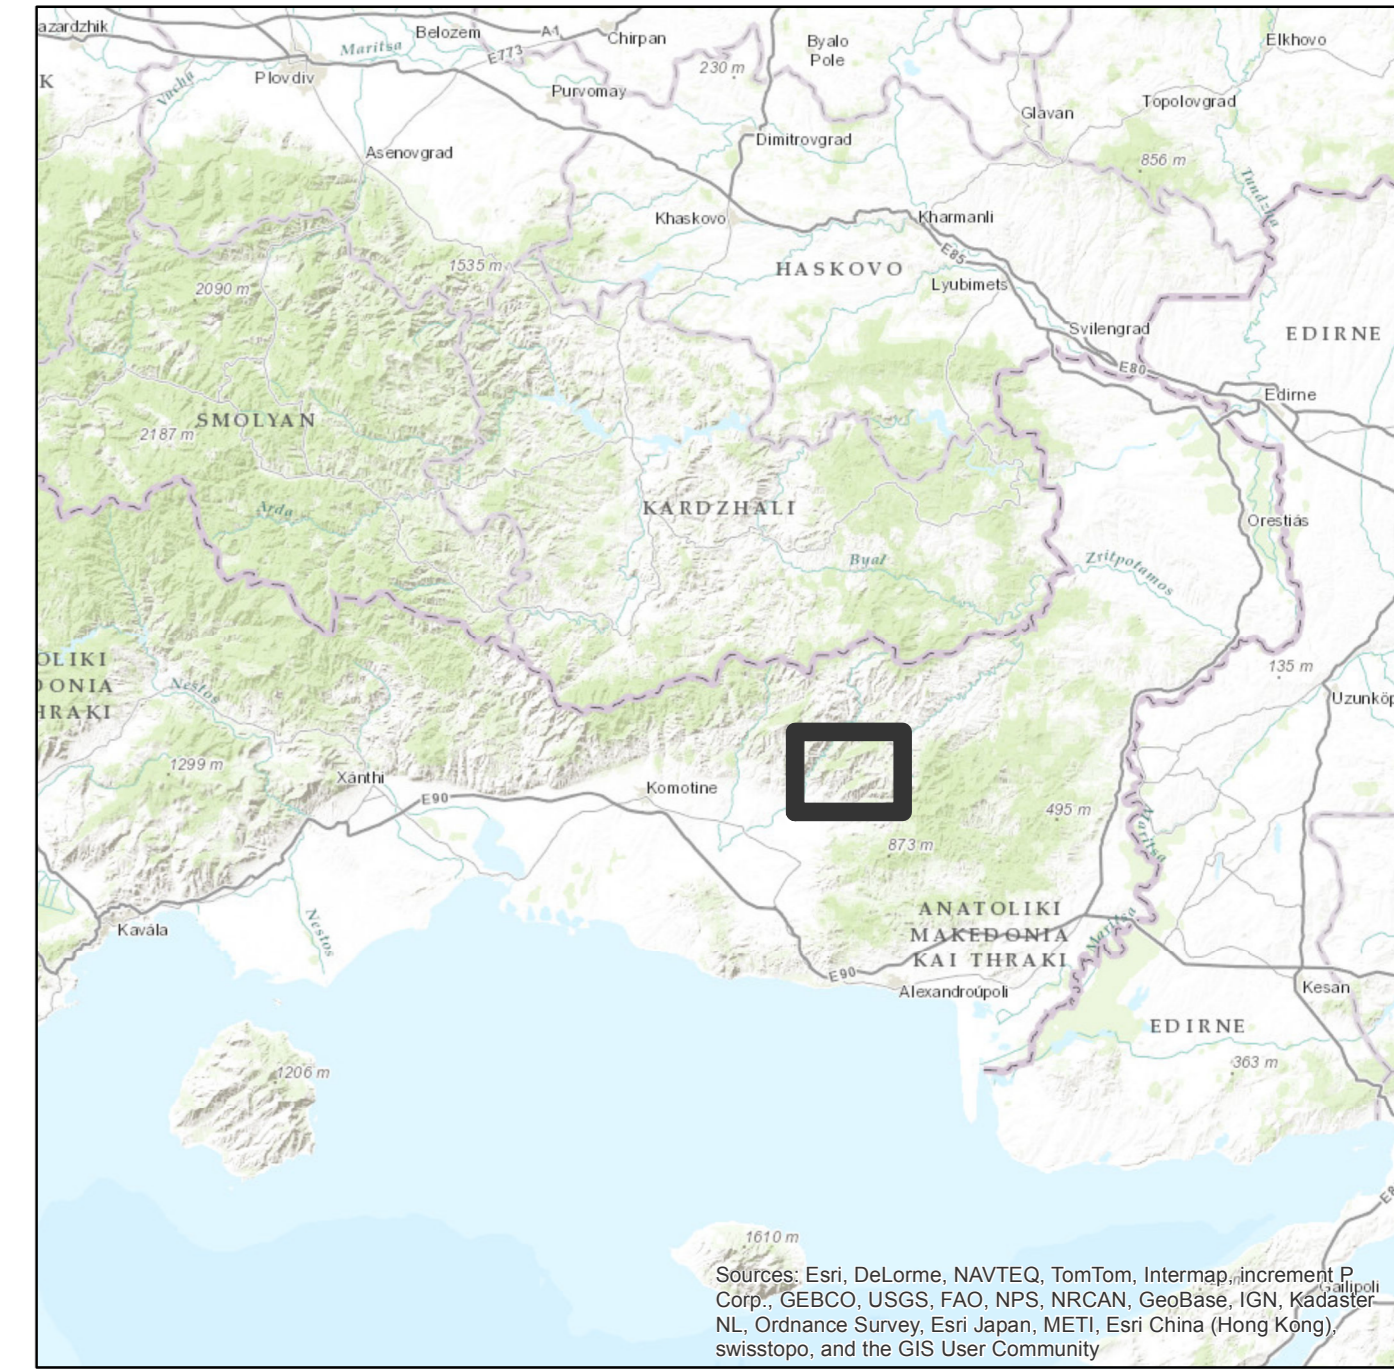 azardzhik
Belozem
A1
Chirpan
Byalo
Pole
Elkhovo
Maritsa
E773
K
Plovdiv
Vacha
Purvomay
230 m
Glavan
Topolovgrad
Asenovgrad
Dimitrovgrad
856 m
Tundzha
Khaskovo
Kharmanli
1535 m
HASKOVO
E85
2090 m
Lyubimets
Svilengrad
EDIRNE
E80
Edirne
SMOLYAN
2187 m
KARDZHALI
Arda
Orestiás
Byal
Zritpotamos
OLIKI
DONIA
HRAKI
Nestos
135 m
Uzunköp
1299 m
Xánthi
Komotine
E90
495 m
Maritsa
873 m
ANATOLIKI
MAKEDONIA
KAI THRAKI
Maritsa
Kavála
Nestos
E90
Alexandroúpoli
Kesan
EDIRNE
363 m
1206 m
E8
1610 m
Gallipoli
Sources: Esri, DeLorme, NAVTEQ, TomTom, Intermap, increment P
Corp., GEBCO, USGS, FAO, NPS, NRCAN, GeoBase, IGN, Kadaster
NL, Ordnance Survey, Esri Japan, METI, Esri China (Hong Kong),
swisstopo, and the GIS User Community